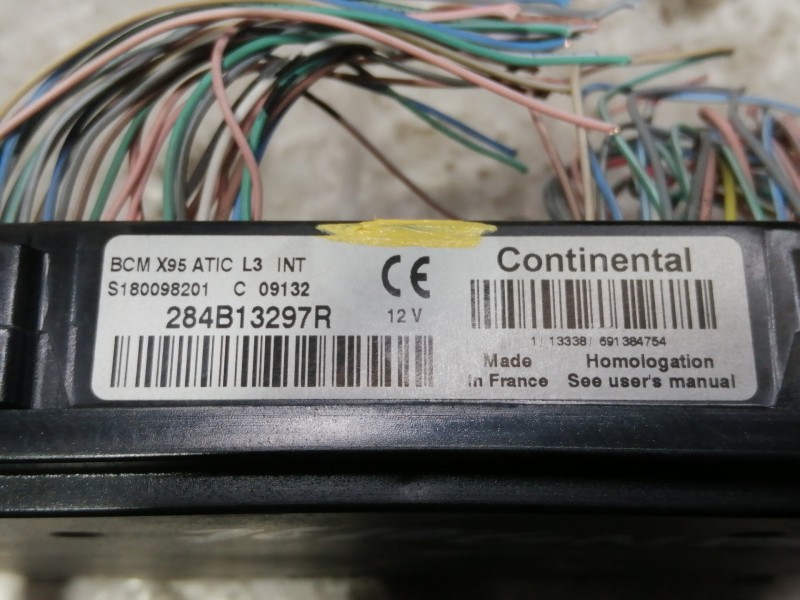 BCM X95 ATIC L3 INT
S180098201 C 09132
284B13297R
CE
12 V
Continental
1/ 13338/ 691384754
Made in France
Homologation See user's manual